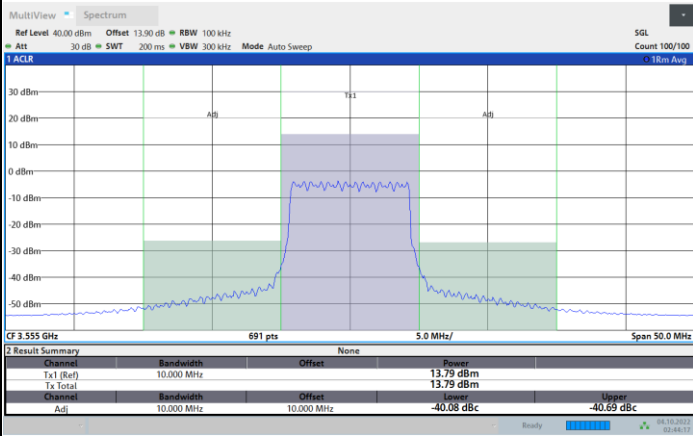 MultiView Spectrum
Ref Level 40.00 dBm Offset 13.90 dB RBW 100 kHz SGL
Att 30 dB SWT 200 ms VBW 300 kHz Mode Auto Sweep Count 100/100
1 ACLR 1Rm Avg
30 dBm
Tx1
20 dBm
Adj Adj
10 dBm
0 dBm
-10 dBm
-20 dBm
-30 dBm
-40 dBm
-50 dBm
CF 3.555 GHz 691 pts 5.0 MHz/ Span 50.0 MHz
2 Result Summary None
Channel Bandwidth Offset Power
Tx1 (Ref) 10.000 MHz 13.79 dBm
Tx Total 13.79 dBm
Channel Bandwidth Offset Lower Upper
Adj 10.000 MHz 10.000 MHz -40.08 dBc -40.69 dBc
Ready 04.10.2022
03:44:17